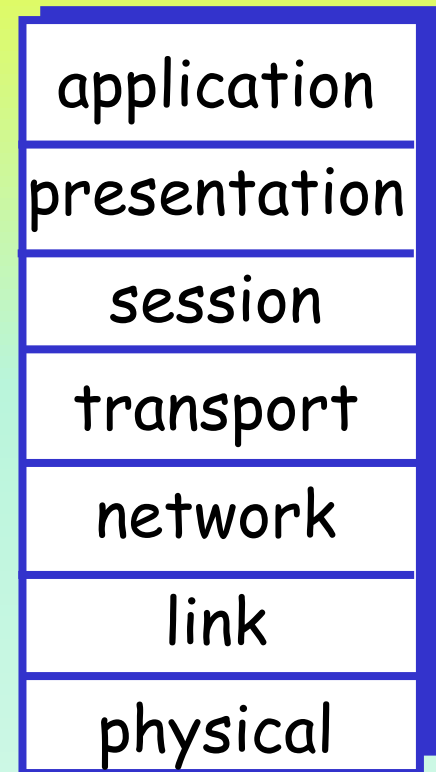 application
presentation
session
transport
network
link
physical